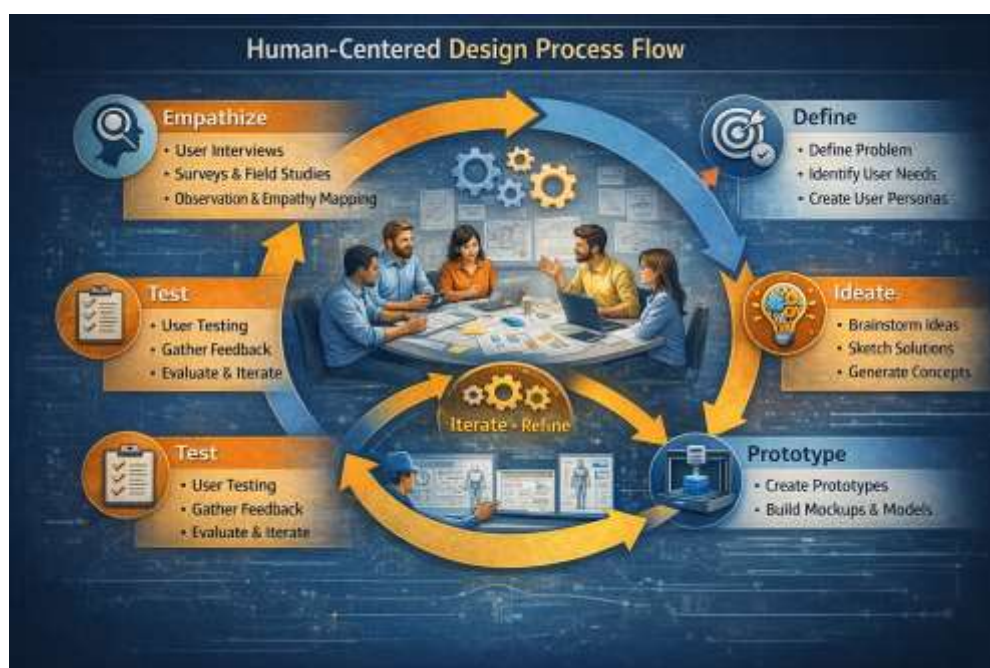 Human-Centered Design Process Flow
Empathize
• User Interviews
• Surveys & Field Studies
• Observation & Empathy Mapping
Define
• Define Problem
• Identify User Needs
• Create User Personas
Test
• User Testing
• Gather Feedback
• Evaluate & Iterate
Ideate
• Brainstorm Ideas
• Sketch Solutions
• Generate Concepts
Iterate • Refine
Test
• User Testing
• Gather Feedback
• Evaluate & Iterate
Prototype
• Create Prototypes
• Build Mockups & Models